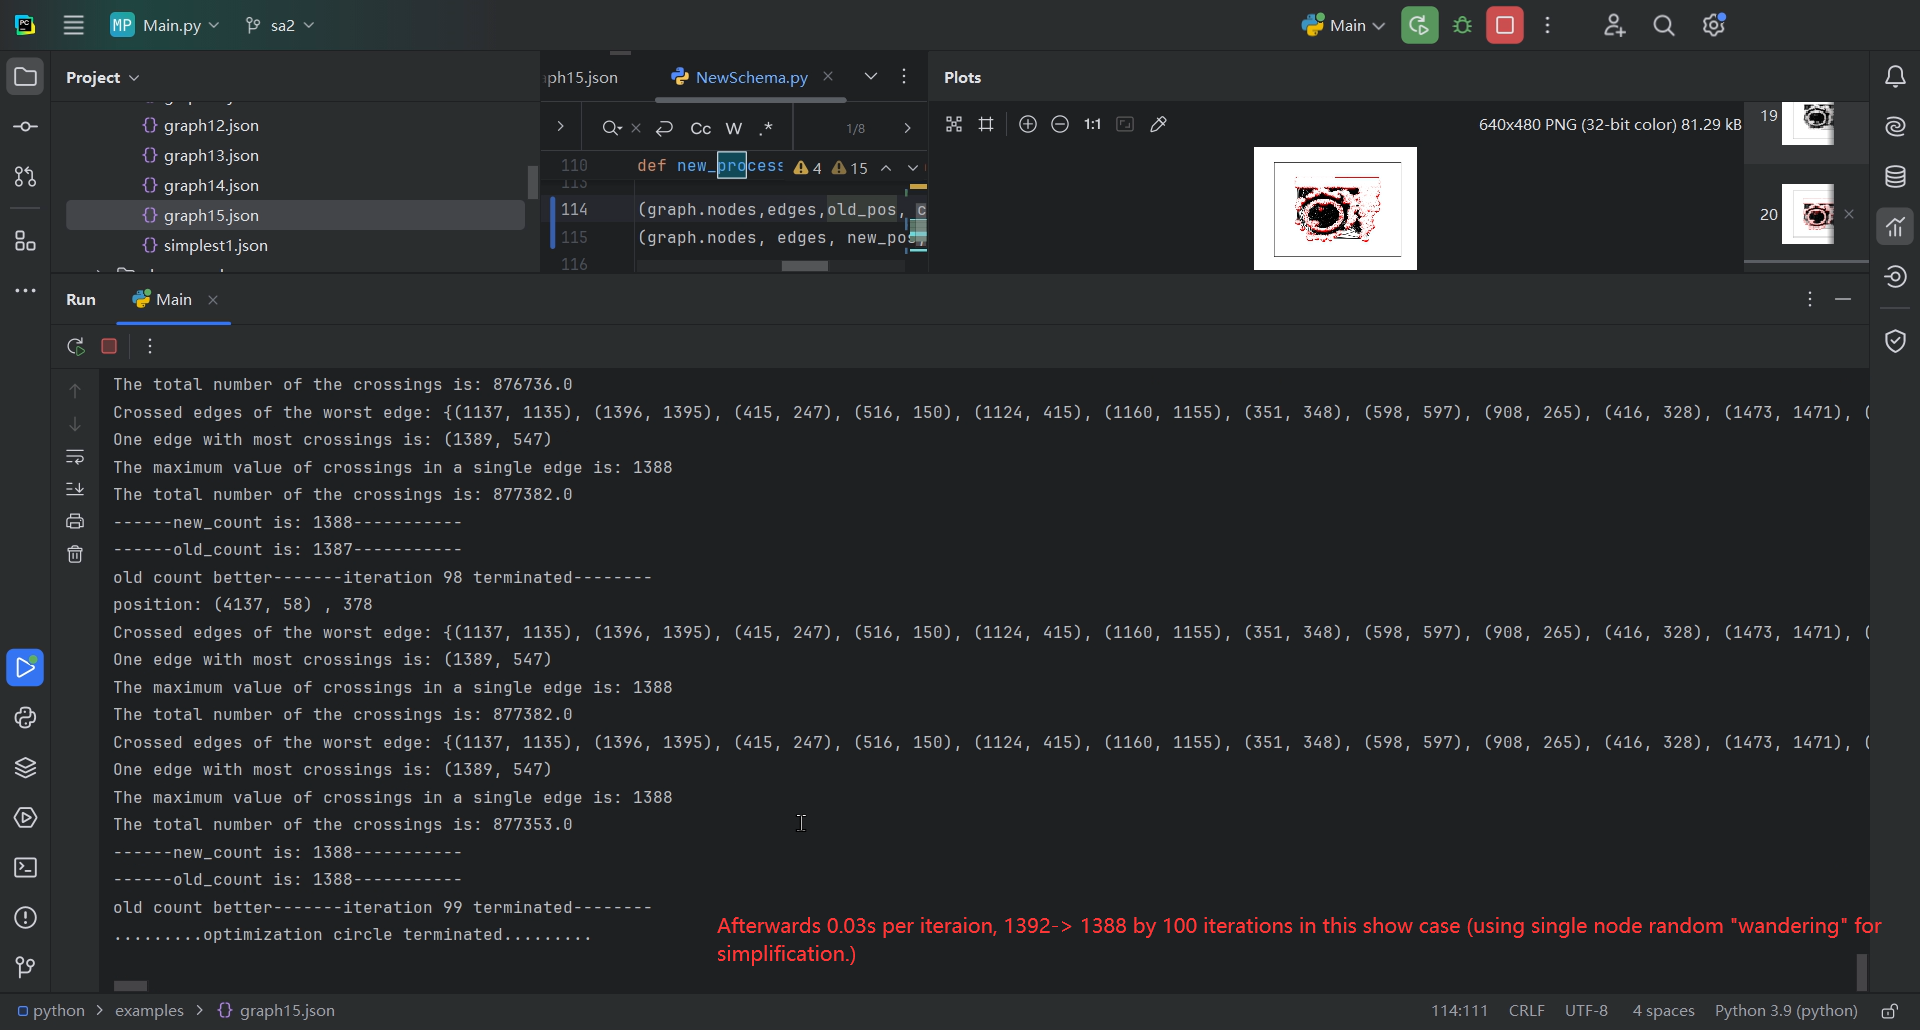 PC
MP Main.py
sa2
Main
Project
graph12.json
graph13.json
graph14.json
graph15.json
simplest1.json
ph15.json
NewSchema.py
Cc W .*
1/8
110 def new_process
4 15
113
114 (graph.nodes,edges,old_pos, c
115 (graph.nodes, edges, new_pos,
116
Plots
1:1
640x480 PNG (32-bit color) 81.29 kB
19
20
Run
Main
The total number of the crossings is: 876736.0
Crossed edges of the worst edge: {(1137, 1135), (1396, 1395), (415, 247), (516, 150), (1124, 415), (1160, 1155), (351, 348), (598, 597), (908, 265), (416, 328), (1473, 1471), (
One edge with most crossings is: (1389, 547)
The maximum value of crossings in a single edge is: 1388
The total number of the crossings is: 877382.0
------new_count is: 1388-----------
------old_count is: 1387-----------
old count better-------iteration 98 terminated--------
position: (4137, 58) , 378
Crossed edges of the worst edge: {(1137, 1135), (1396, 1395), (415, 247), (516, 150), (1124, 415), (1160, 1155), (351, 348), (598, 597), (908, 265), (416, 328), (1473, 1471), (
One edge with most crossings is: (1389, 547)
The maximum value of crossings in a single edge is: 1388
The total number of the crossings is: 877382.0
Crossed edges of the worst edge: {(1137, 1135), (1396, 1395), (415, 247), (516, 150), (1124, 415), (1160, 1155), (351, 348), (598, 597), (908, 265), (416, 328), (1473, 1471), (
One edge with most crossings is: (1389, 547)
The maximum value of crossings in a single edge is: 1388
The total number of the crossings is: 877353.0
------new_count is: 1388-----------
------old_count is: 1388-----------
old count better-------iteration 99 terminated--------
.........optimization circle terminated.........
Afterwards 0.03s per iteraion, 1392-> 1388 by 100 iterations in this show case (using single node random "wandering" for
simplification.)
python > examples > graph15.json
114:111 CRLF UTF-8 4 spaces Python 3.9 (python)